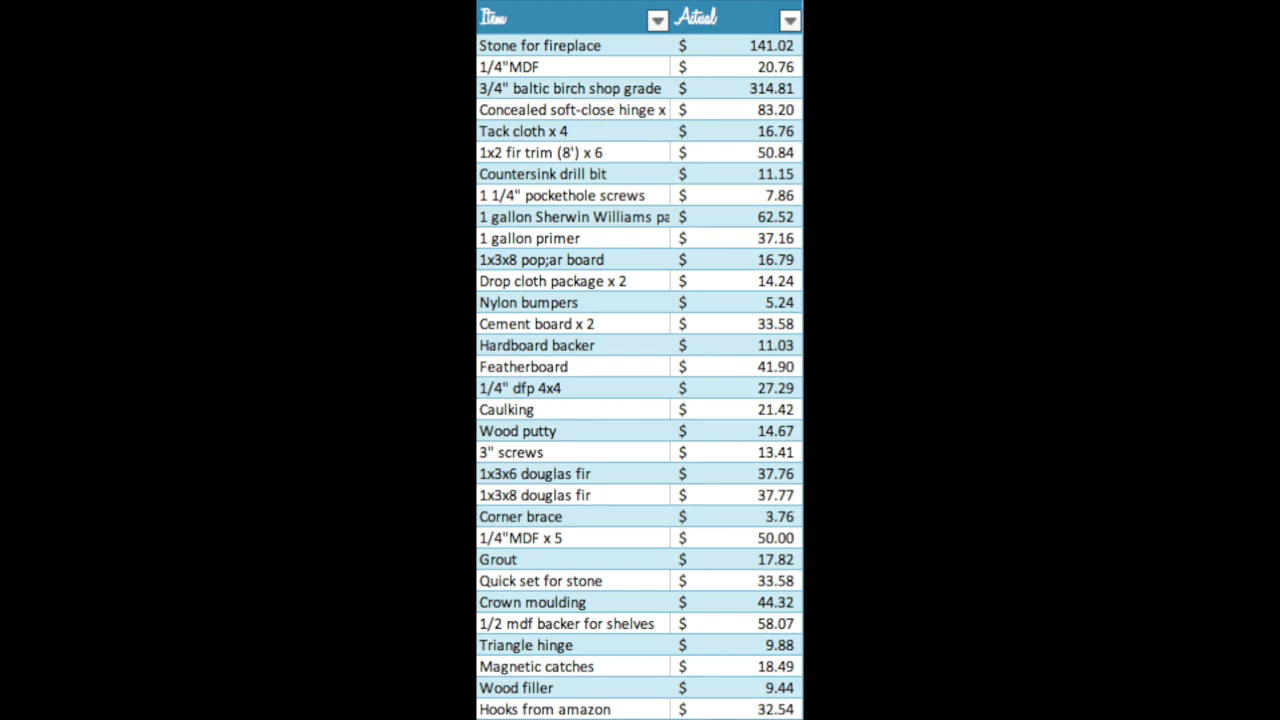 Item Actual
Stone for fireplace $ 141.02
1/4"MDF $ 20.76
3/4" baltic birch shop grade $ 314.81
Concealed soft-close hinge x $ 83.20
Tack cloth x 4 $ 16.76
1x2 fir trim (8') x 6 $ 50.84
Countersink drill bit $ 11.15
1 1/4" pockethole screws $ 7.86
1 gallon Sherwin Williams pa $ 62.52
1 gallon primer $ 37.16
1x3x8 pop;ar board $ 16.79
Drop cloth package x 2 $ 14.24
Nylon bumpers $ 5.24
Cement board x 2 $ 33.58
Hardboard backer $ 11.03
Featherboard $ 41.90
1/4" dfp 4x4 $ 27.29
Caulking $ 21.42
Wood putty $ 14.67
3" screws $ 13.41
1x3x6 douglas fir $ 37.76
1x3x8 douglas fir $ 37.77
Corner brace $ 3.76
1/4"MDF x 5 $ 50.00
Grout $ 17.82
Quick set for stone $ 33.58
Crown moulding $ 44.32
1/2 mdf backer for shelves $ 58.07
Triangle hinge $ 9.88
Magnetic catches $ 18.49
Wood filler $ 9.44
Hooks from amazon $ 32.54